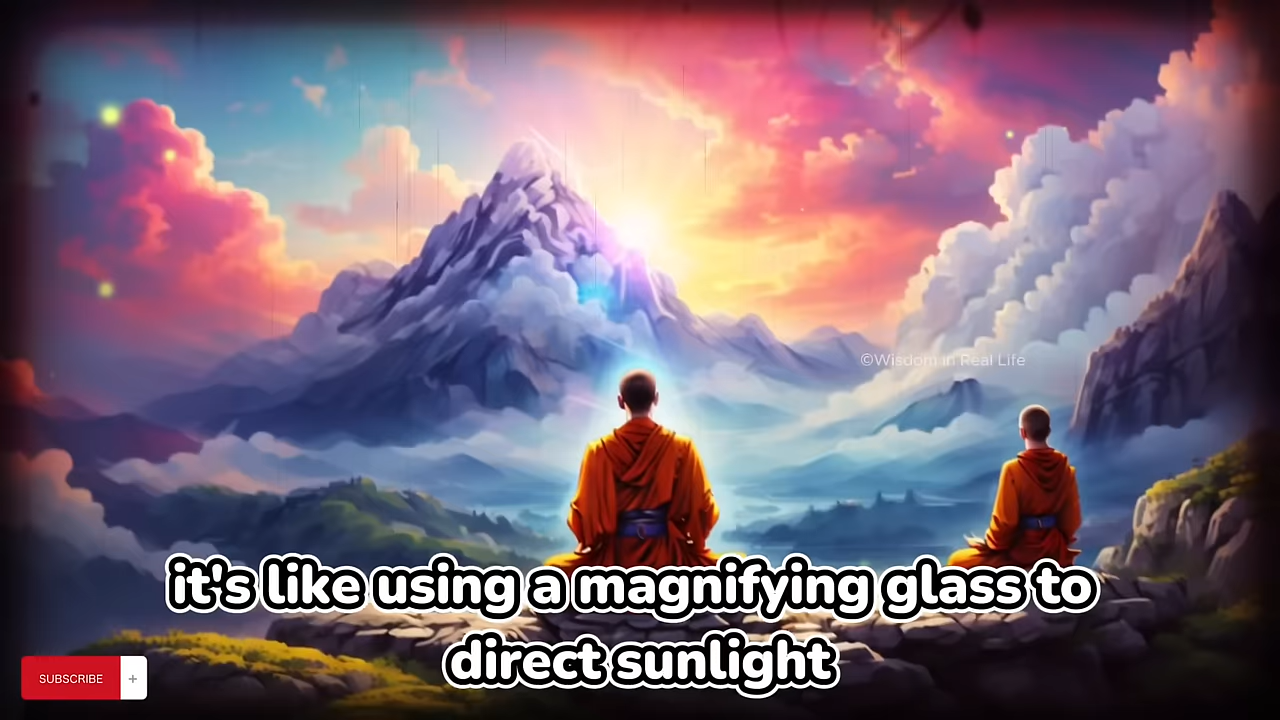 ©Wisdom in Real Life
it's like using a magnifying glass to
direct sunlight
SUBSCRIBE +